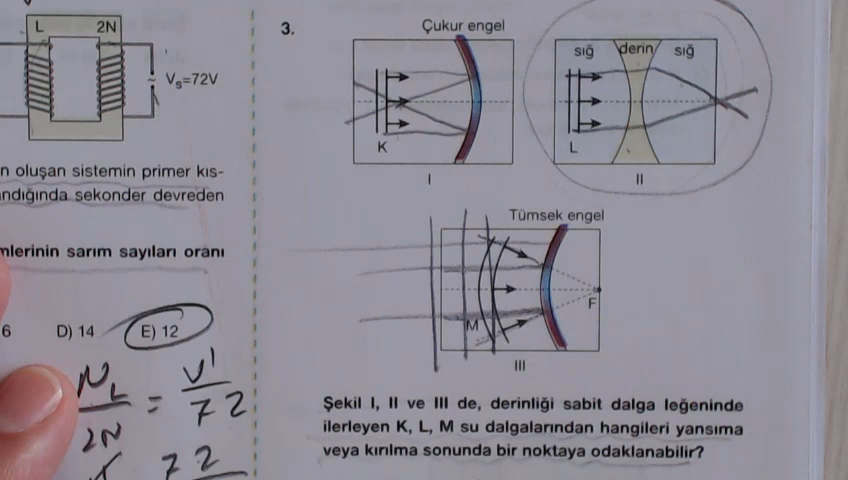 L 2N
Vs=72V
n oluşan sistemin primer kıs-
ndığında sekonder devreden
mlerinin sarım sayıları oranı
6 D) 14 E) 12
NL/2N = V'/72
72
3.
Çukur engel
K
I
sığ derin sığ
L
II
Tümsek engel
M
F
III
Şekil I, II ve III de, derinliği sabit dalga leğeninde
ilerleyen K, L, M su dalgalarından hangileri yansıma
veya kırılma sonunda bir noktaya odaklanabilir?